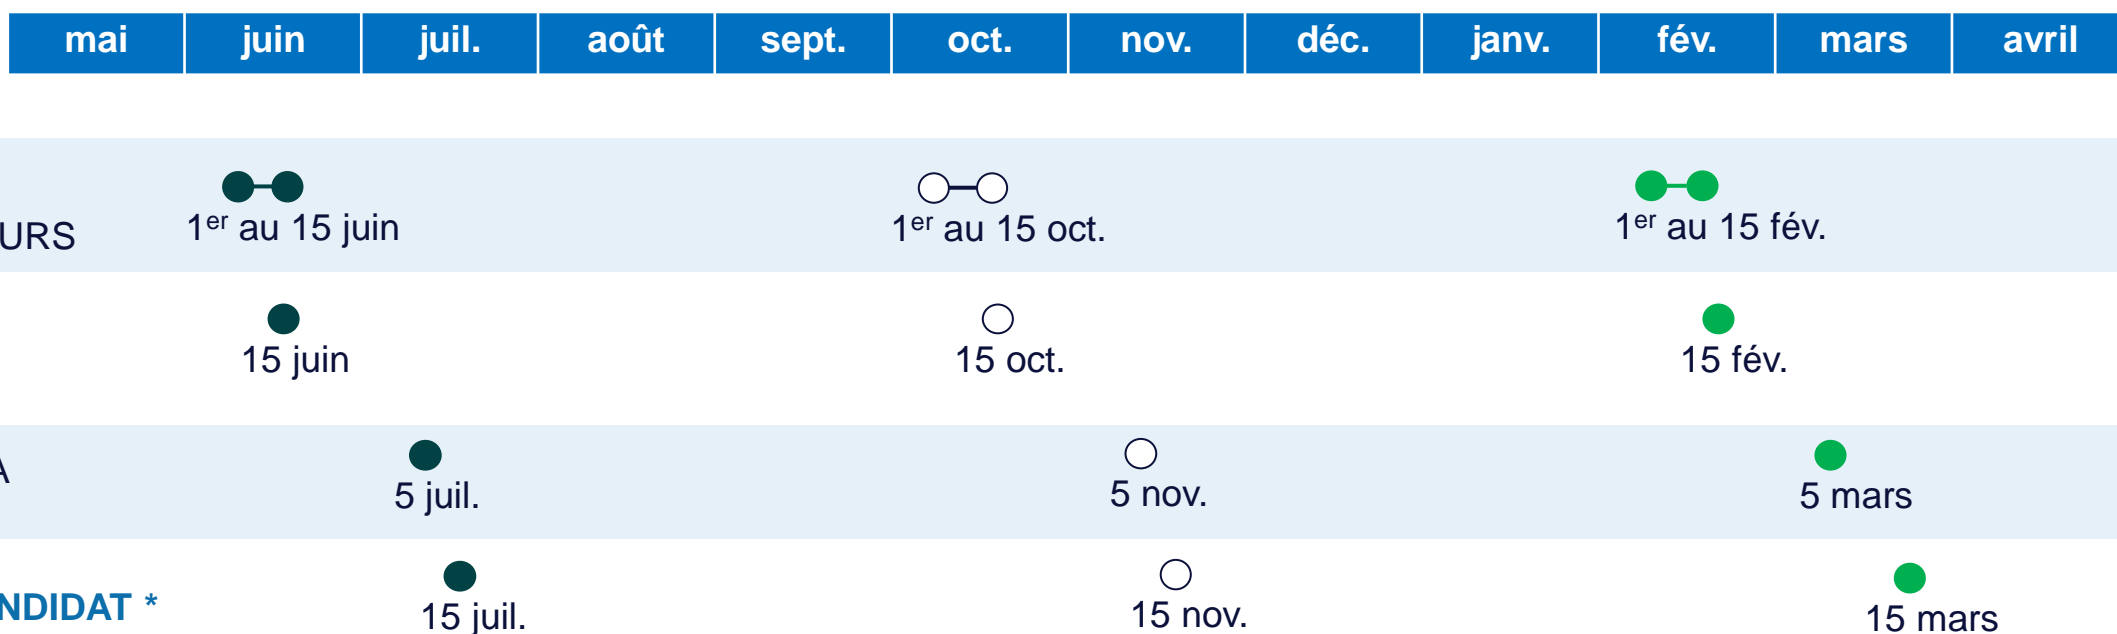 mai juin juil. août sept. oct. nov. déc. janv. fév. mars avril
URS 1er au 15 juin 1er au 15 oct. 1er au 15 fév.
15 juin 15 oct. 15 fév.
A 5 juil. 5 nov. 5 mars
NDIDAT * 15 juil. 15 nov. 15 mars